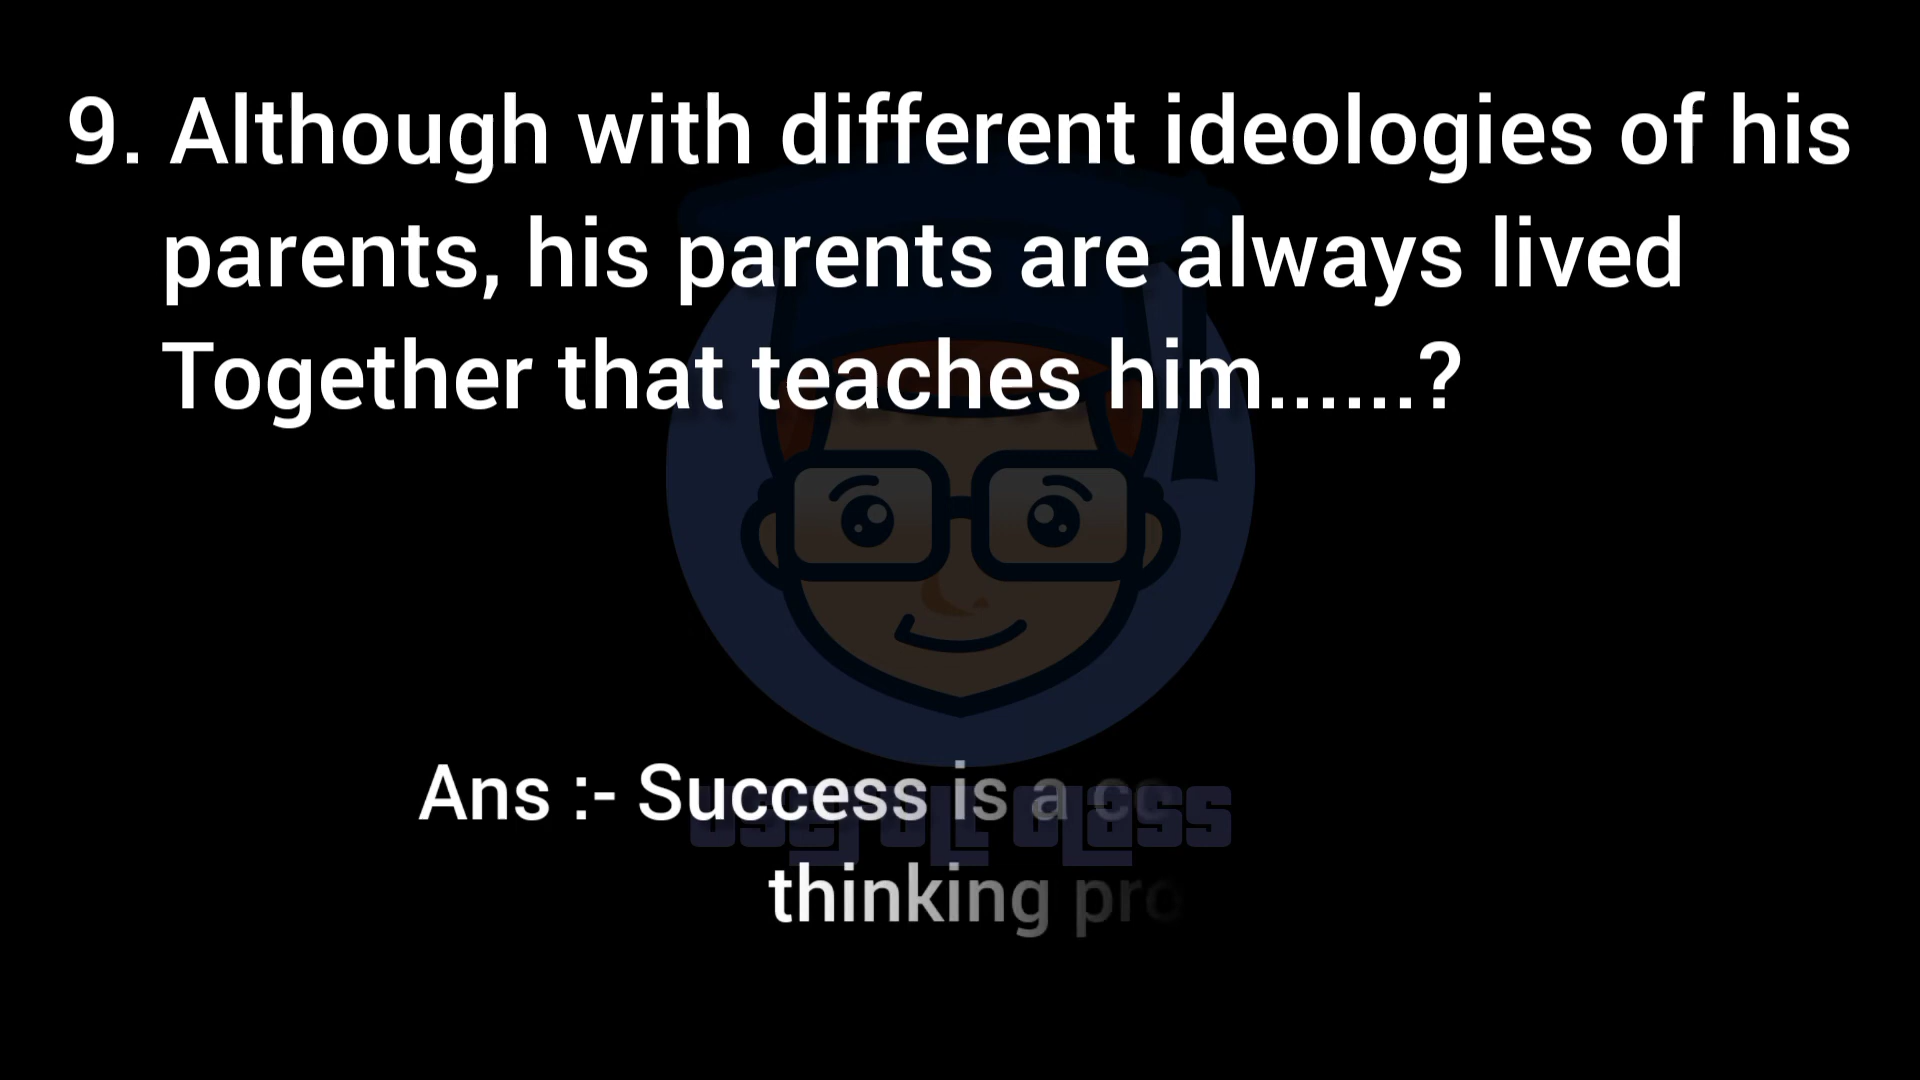 9. Although with different ideologies of his
parents, his parents are always lived
Together that teaches him......?
Ans :- Success is a
thinking